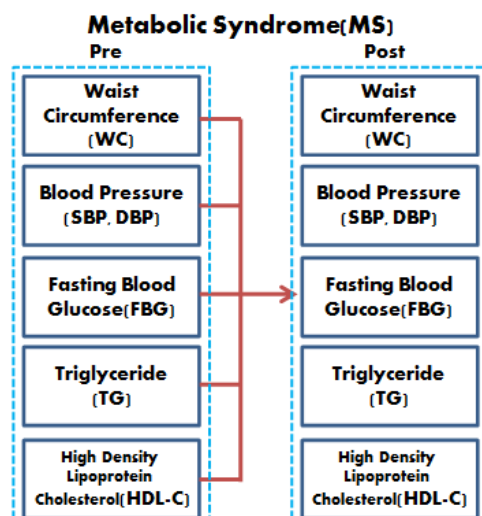 Metabolic Syndrome(MS)
Pre
Post
Waist
Circumference
(WC)
Blood Pressure
(SBP, DBP)
Fasting Blood
Glucose(FBG)
Triglyceride
(TG)
High Density
Lipoprotein
Cholesterol(HDL-C)
Waist
Circumference
(WC)
Blood Pressure
(SBP, DBP)
Fasting Blood
Glucose(FBG)
Triglyceride
(TG)
High Density
Lipoprotein
Cholesterol(HDL-C)